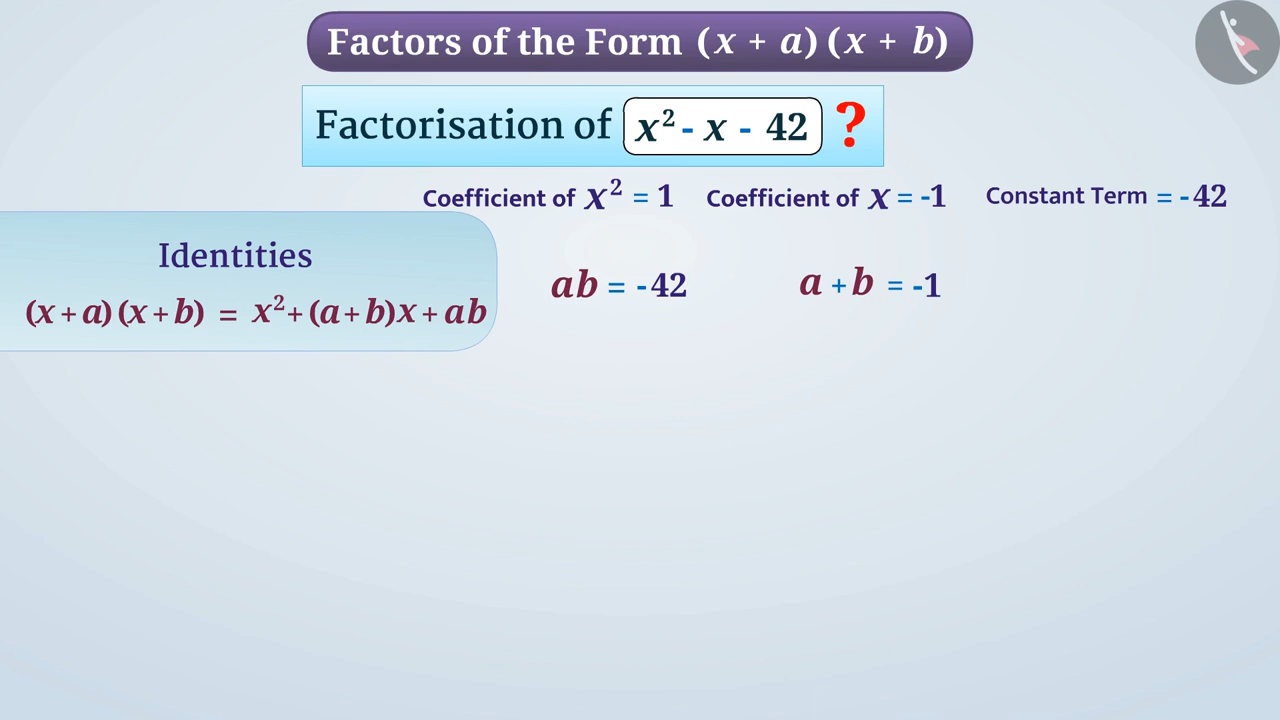 Factors of the Form (x + a) (x + b)
Factorisation of x² - x - 42 ?
Coefficient of x² = 1 Coefficient of x = -1 Constant Term = -42
Identities
(x+a)(x+b) = x²+(a+b)x+ab
ab = -42 a+b = -1